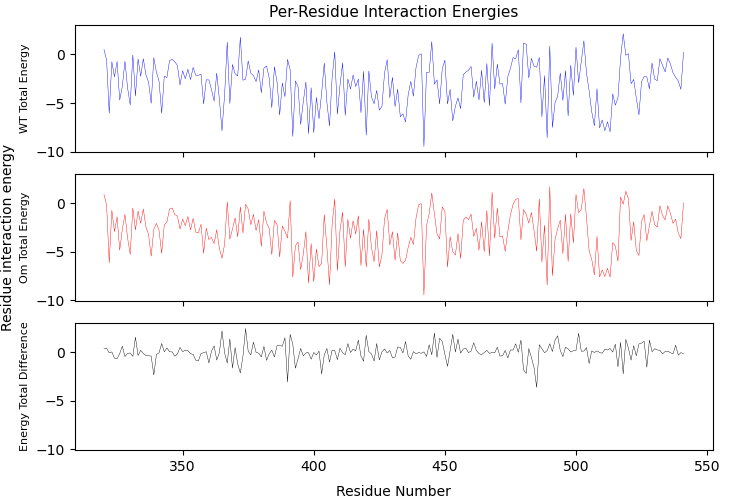 Per-Residue Interaction Energies
Residue interaction energy
WT Total Energy
0
−5
−10
Om Total Energy
0
−5
−10
Energy Total Difference
0
−5
−10
350 400 450 500 550
Residue Number